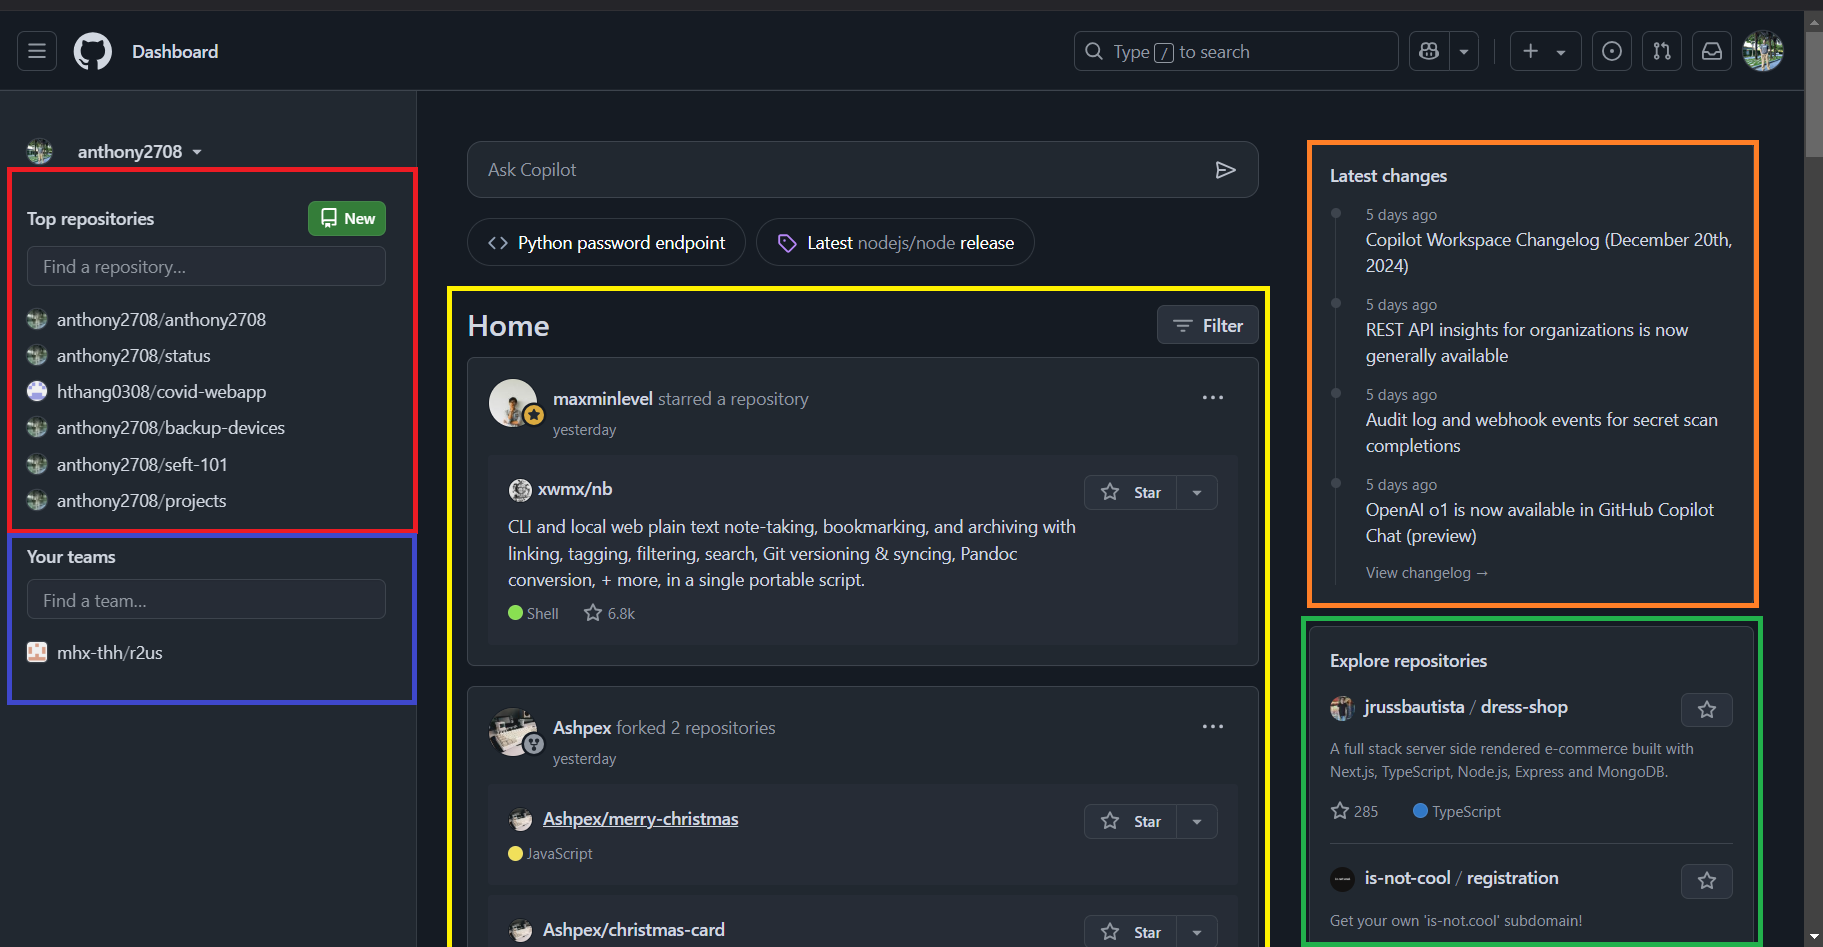 Dashboard
Type / to search
anthony2708
Top repositories
New
Find a repository...
anthony2708/anthony2708
anthony2708/status
hthang0308/covid-webapp
anthony2708/backup-devices
anthony2708/seft-101
anthony2708/projects
Your teams
Find a team...
mhx-thh/r2us
Ask Copilot
Python password endpoint
Latest nodejs/node release
Home
Filter
maxminlevel starred a repository
yesterday
xwmx/nb
Star
CLI and local web plain text note-taking, bookmarking, and archiving with
linking, tagging, filtering, search, Git versioning & syncing, Pandoc
conversion, + more, in a single portable script.
Shell 6.8k
Ashpex forked 2 repositories
yesterday
Ashpex/merry-christmas
Star
JavaScript
Ashpex/christmas-card
Star
Latest changes
5 days ago
Copilot Workspace Changelog (December 20th,
2024)
5 days ago
REST API insights for organizations is now
generally available
5 days ago
Audit log and webhook events for secret scan
completions
5 days ago
OpenAI o1 is now available in GitHub Copilot
Chat (preview)
View changelog →
Explore repositories
jrussbautista / dress-shop
A full stack server side rendered e-commerce built with
Next.js, TypeScript, Node.js, Express and MongoDB.
285 TypeScript
is-not-cool / registration
Get your own 'is-not.cool' subdomain!